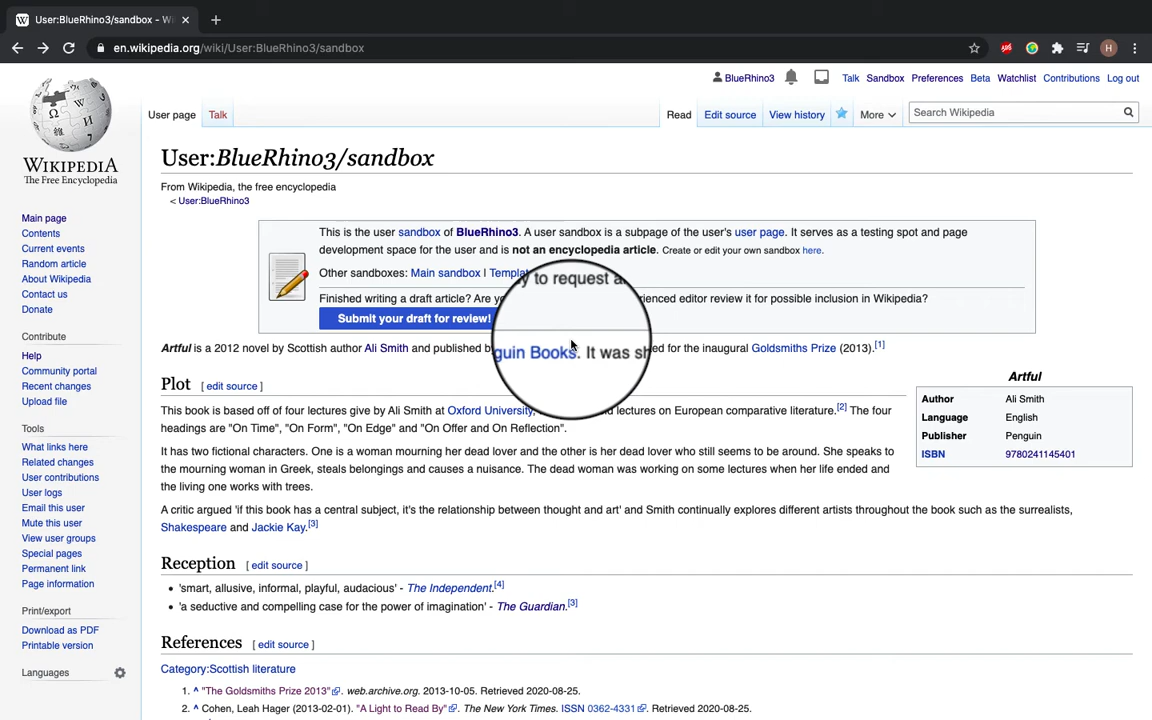 User:BlueRhino3/sandbox - Wi
en.wikipedia.org/wiki/User:BlueRhino3/sandbox
ABP
H
BlueRhino3 Talk Sandbox Preferences Beta Watchlist Contributions Log out
User page Talk Read Edit source View history More Search Wikipedia
WIKIPEDIA
The Free Encyclopedia
User:BlueRhino3/sandbox
From Wikipedia, the free encyclopedia
< User:BlueRhino3
This is the user sandbox of BlueRhino3. A user sandbox is a subpage of the user's user page. It serves as a testing spot and page
development space for the user and is not an encyclopedia article. Create or edit your own sandbox here.
Other sandboxes: Main sandbox | Templat
y to request a
Finished writing a draft article? Are yo rienced editor review it for possible inclusion in Wikipedia?
Submit your draft for review!
Artful is a 2012 novel by Scottish author Ali Smith and published b guin Books. It was sh ed for the inaugural Goldsmiths Prize (2013).[1]
Plot [ edit source ]
This book is based off of four lectures give by Ali Smith at Oxford University, lectures on European comparative literature.[2] The four
headings are "On Time", "On Form", "On Edge" and "On Offer and On Reflection".
It has two fictional characters. One is a woman mourning her dead lover and the other is her dead lover who still seems to be around. She speaks to
the mourning woman in Greek, steals belongings and causes a nuisance. The dead woman was working on some lectures when her life ended and
the living one works with trees.
A critic argued 'if this book has a central subject, it's the relationship between thought and art' and Smith continually explores different artists throughout the book such as the surrealists,
Shakespeare and Jackie Kay.[3]
Artful
Author Ali Smith
Language English
Publisher Penguin
ISBN 9780241145401
Reception [ edit source ]
• 'smart, allusive, informal, playful, audacious' - The Independent.[4]
• 'a seductive and compelling case for the power of imagination' - The Guardian.[3]
References [ edit source ]
Category:Scottish literature
1. ^ "The Goldsmiths Prize 2013". web.archive.org. 2013-10-05. Retrieved 2020-08-25.
2. ^ Cohen, Leah Hager (2013-02-01). "A Light to Read By". The New York Times. ISSN 0362-4331. Retrieved 2020-08-25.
Main page
Contents
Current events
Random article
About Wikipedia
Contact us
Donate
Contribute
Help
Community portal
Recent changes
Upload file
Tools
What links here
Related changes
User contributions
User logs
Email this user
Mute this user
View user groups
Special pages
Permanent link
Page information
Print/export
Download as PDF
Printable version
Languages